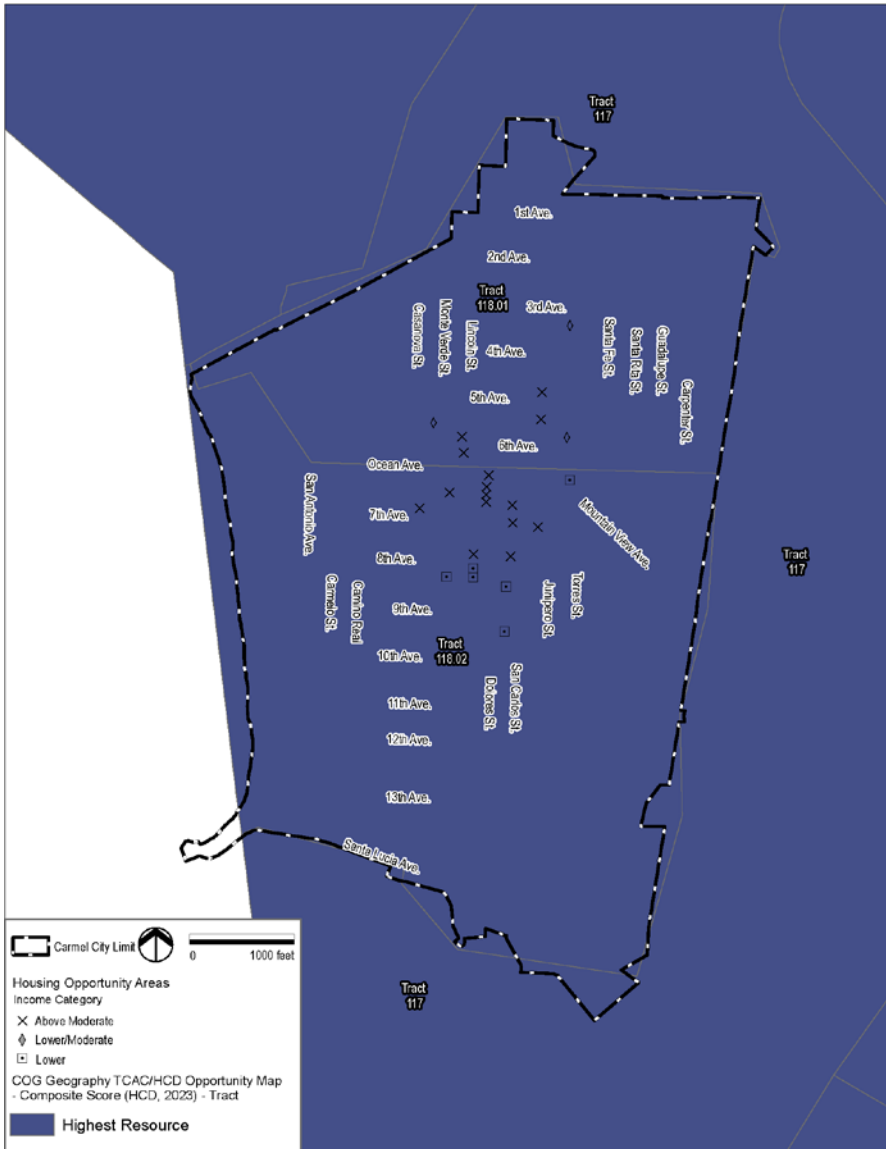 Tract
117
1st Ave.
2nd Ave.
Tract
118.01
3rd Ave.
Casanova St.
Monte Verde St.
Lincoln St.
4th Ave.
Santa Fe St.
Santa Rita St.
Guadalupe St.
Carpenter St.
5th Ave.
6th Ave.
Ocean Ave.
San Antonio Ave.
7th Ave.
Mountain View Ave.
8th Ave.
Tract
117
Carmelo St.
Camino Real
Junipero St.
Torres St.
9th Ave.
Tract
118.02
10th Ave.
Dolores St.
San Carlos St.
11th Ave.
12th Ave.
13th Ave.
Santa Lucia Ave.
Tract
117
Carmel City Limit
0 1000 feet
Housing Opportunity Areas
Income Category
Above Moderate
Lower/Moderate
Lower
COG Geography TCAC/HCD Opportunity Map
- Composite Score (HCD, 2023) - Tract
Highest Resource